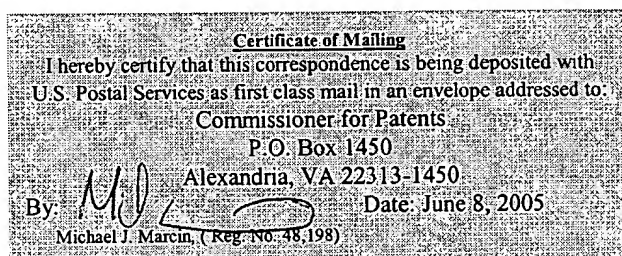 Certificate of Mailing
I hereby certify that this correspondence is being deposited with
U.S. Postal Services as first class mail in an envelope addressed to:
Commissioner for Patents
P.O. Box 1450
Alexandria, VA 22313-1450
By: Date: June 8, 2005
Michael J. Marcin, (Reg. No. 48,198)